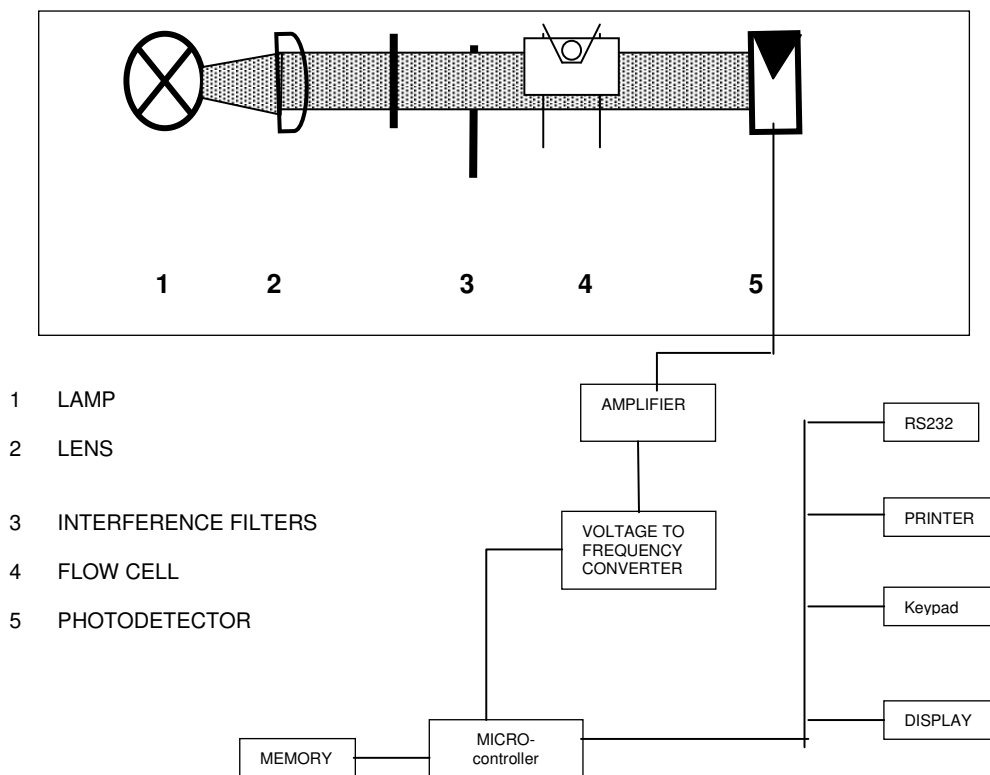 1 2 3 4 5
1 LAMP
2 LENS
3 INTERFERENCE FILTERS
4 FLOW CELL
5 PHOTODETECTOR
AMPLIFIER
VOLTAGE TO
FREQUENCY
CONVERTER
MICRO-
controller
MEMORY
RS232
PRINTER
Keypad
DISPLAY